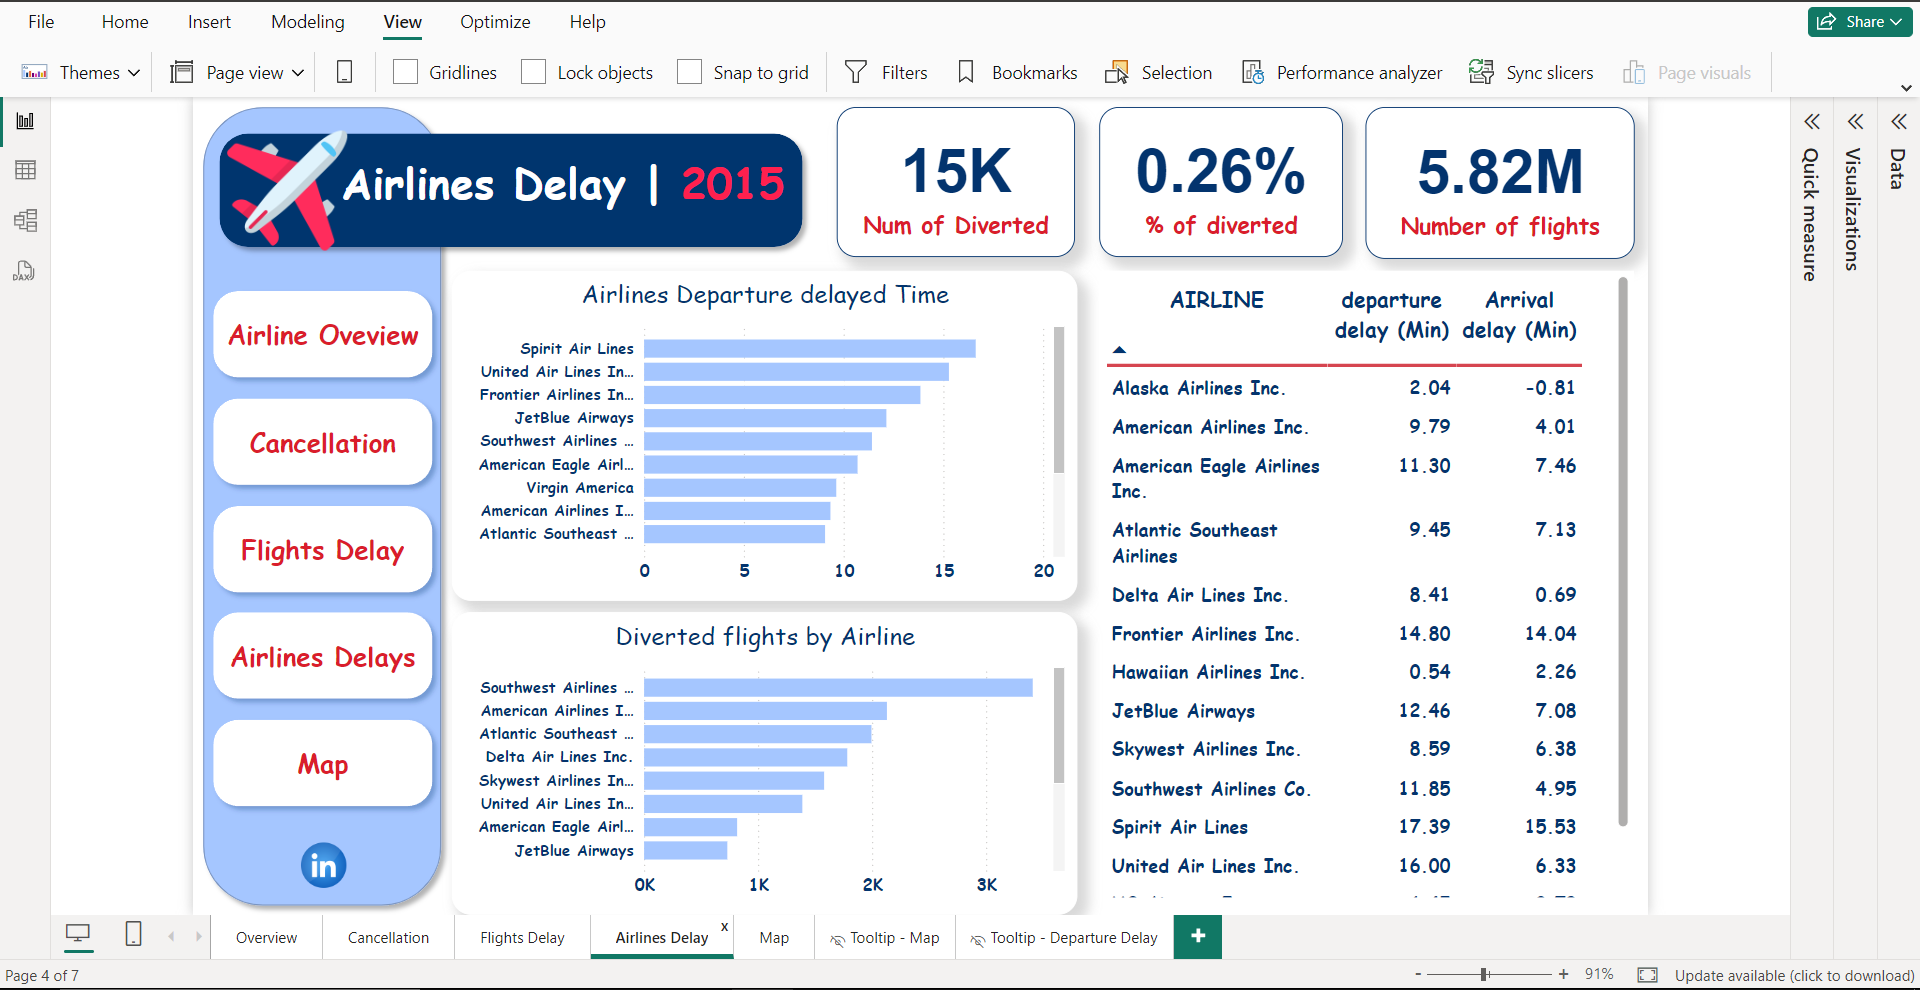 File Home Insert Modeling View Optimize Help Share
Themes Page view Gridlines Lock objects Snap to grid Filters Bookmarks Selection Performance analyzer Sync slicers Page visuals
Airlines Delay | 2015
15K
Num of Diverted
0.26%
% of diverted
5.82M
Number of flights
Airline Oveview
Cancellation
Flights Delay
Airlines Delays
Map
in
Airlines Departure delayed Time
Spirit Air Lines
United Air Lines In...
Frontier Airlines In...
JetBlue Airways
Southwest Airlines ...
American Eagle Airl...
Virgin America
American Airlines I...
Atlantic Southeast ...
0 5 10 15 20
Diverted flights by Airline
Southwest Airlines ...
American Airlines I...
Atlantic Southeast ...
Delta Air Lines Inc.
Skywest Airlines In...
United Air Lines In...
American Eagle Airl...
JetBlue Airways
0K 1K 2K 3K
AIRLINE departure Arrival
delay (Min) delay (Min)
Alaska Airlines Inc. 2.04 -0.81
American Airlines Inc. 9.79 4.01
American Eagle Airlines 11.30 7.46
Inc.
Atlantic Southeast 9.45 7.13
Airlines
Delta Air Lines Inc. 8.41 0.69
Frontier Airlines Inc. 14.80 14.04
Hawaiian Airlines Inc. 0.54 2.26
JetBlue Airways 12.46 7.08
Skywest Airlines Inc. 8.59 6.38
Southwest Airlines Co. 11.85 4.95
Spirit Air Lines 17.39 15.53
United Air Lines Inc. 16.00 6.33
Quick measure
Visualizations
Data
DAX
Overview Cancellation Flights Delay Airlines Delay x Map Tooltip - Map Tooltip - Departure Delay +
Page 4 of 7 - + 91% Update available (click to download)